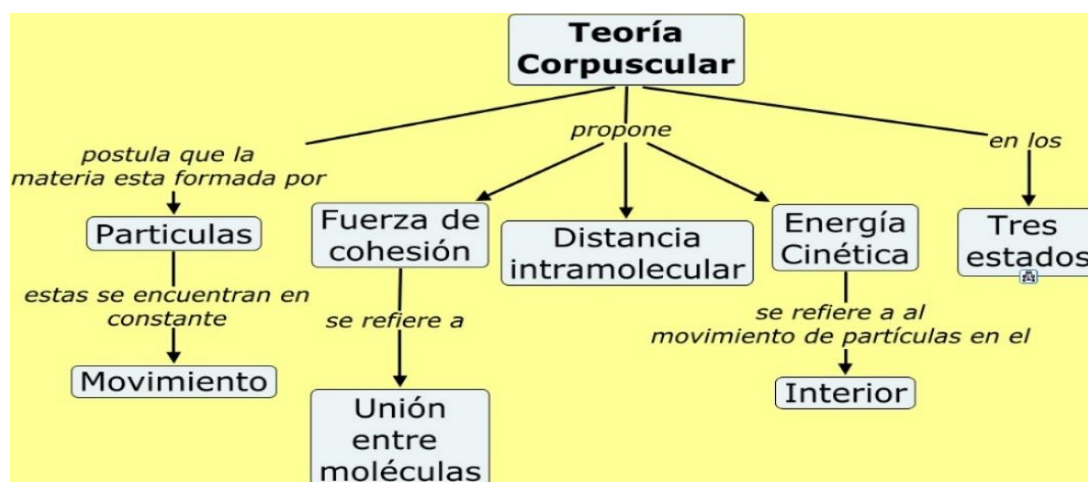 Teoría
Corpuscular
postula que la
materia esta formada por
propone
en los
Particulas
Fuerza de
cohesión
Distancia
intramolecular
Energía
Cinética
Tres
estados
estas se encuentran en
constante
se refiere a
se refiere a al
movimiento de partículas en el
Movimiento
Unión
entre
moléculas
Interior